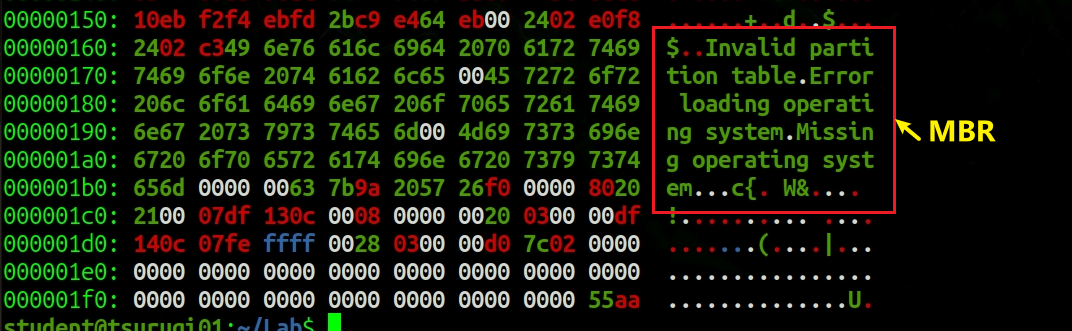 00000150: 10eb f2f4 ebfd 2bc9 e464 eb00 2402 e0f8 ......+..d..$...
00000160: 2402 c349 6e76 616c 6964 2070 6172 7469 $..Invalid parti
00000170: 7469 6f6e 2074 6162 6c65 0045 7272 6f72 tion table.Error
00000180: 206c 6f61 6469 6e67 206f 7065 7261 7469  loading operati
00000190: 6e67 2073 7973 7465 6d00 4d69 7373 696e ng system.Missin
000001a0: 6720 6f70 6572 6174 696e 6720 7379 7374 g operating syst
000001b0: 656d 0000 0063 7b9a 2057 26f0 0000 8020 em...c{. W&....
000001c0: 2100 07df 130c 0008 0000 0020 0300 00df !.......... ....
000001d0: 140c 07fe ffff 0028 0300 00d0 7c02 0000 .......(....|...
000001e0: 0000 0000 0000 0000 0000 0000 0000 0000 ................
000001f0: 0000 0000 0000 0000 0000 0000 0000 55aa ..............U.
student@tsurugi01:~/Lab$
MBR